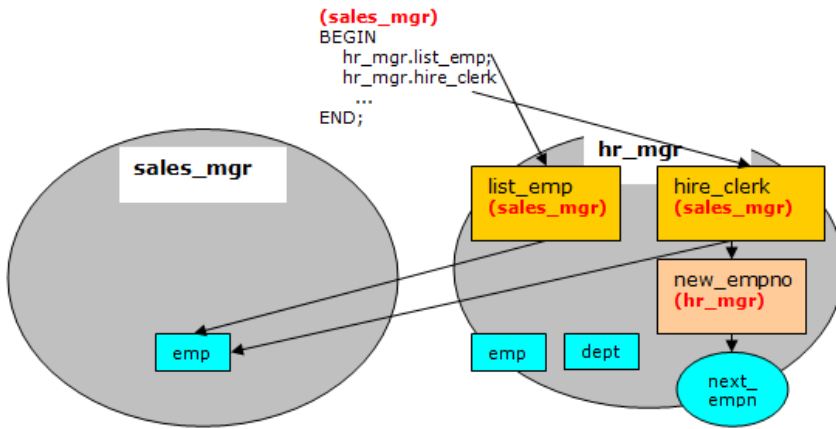 (sales_mgr)
BEGIN
hr_mgr.list_emp;
hr_mgr.hire_clerk
...
END;
sales_mgr
hr_mgr
list_emp
(sales_mgr)
hire_clerk
(sales_mgr)
new_empno
(hr_mgr)
emp
emp
dept
next_
empn